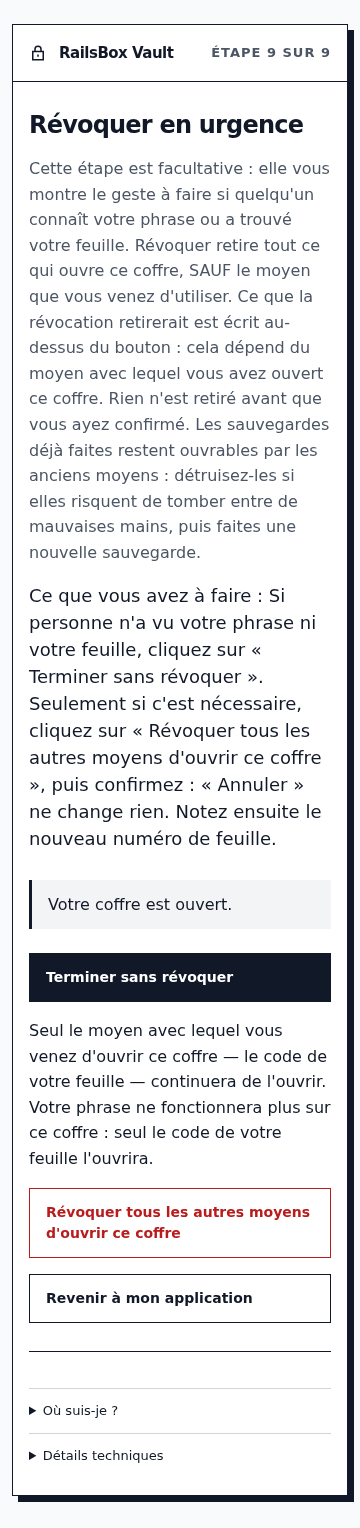 RailsBox Vault
ÉTAPE 9 SUR 9
Révoquer en urgence
Cette étape est facultative : elle vous
montre le geste à faire si quelqu'un
connaît votre phrase ou a trouvé
votre feuille. Révoquer retire tout ce
qui ouvre ce coffre, SAUF le moyen
que vous venez d'utiliser. Ce que la
révocation retirerait est écrit au-
dessus du bouton : cela dépend du
moyen avec lequel vous avez ouvert
ce coffre. Rien n'est retiré avant que
vous ayez confirmé. Les sauvegardes
déjà faites restent ouvrables par les
anciens moyens : détruisez-les si
elles risquent de tomber entre de
mauvaises mains, puis faites une
nouvelle sauvegarde.
Ce que vous avez à faire : Si
personne n'a vu votre phrase ni
votre feuille, cliquez sur «
Terminer sans révoquer ».
Seulement si c'est nécessaire,
cliquez sur « Révoquer tous les
autres moyens d'ouvrir ce coffre
», puis confirmez : « Annuler »
ne change rien. Notez ensuite le
nouveau numéro de feuille.
Votre coffre est ouvert.
Terminer sans révoquer
Seul le moyen avec lequel vous
venez d'ouvrir ce coffre — le code de
votre feuille — continuera de l'ouvrir.
Votre phrase ne fonctionnera plus sur
ce coffre : seul le code de votre
feuille l'ouvrira.
Révoquer tous les autres moyens
d'ouvrir ce coffre
Revenir à mon application
Où suis-je ?
Détails techniques